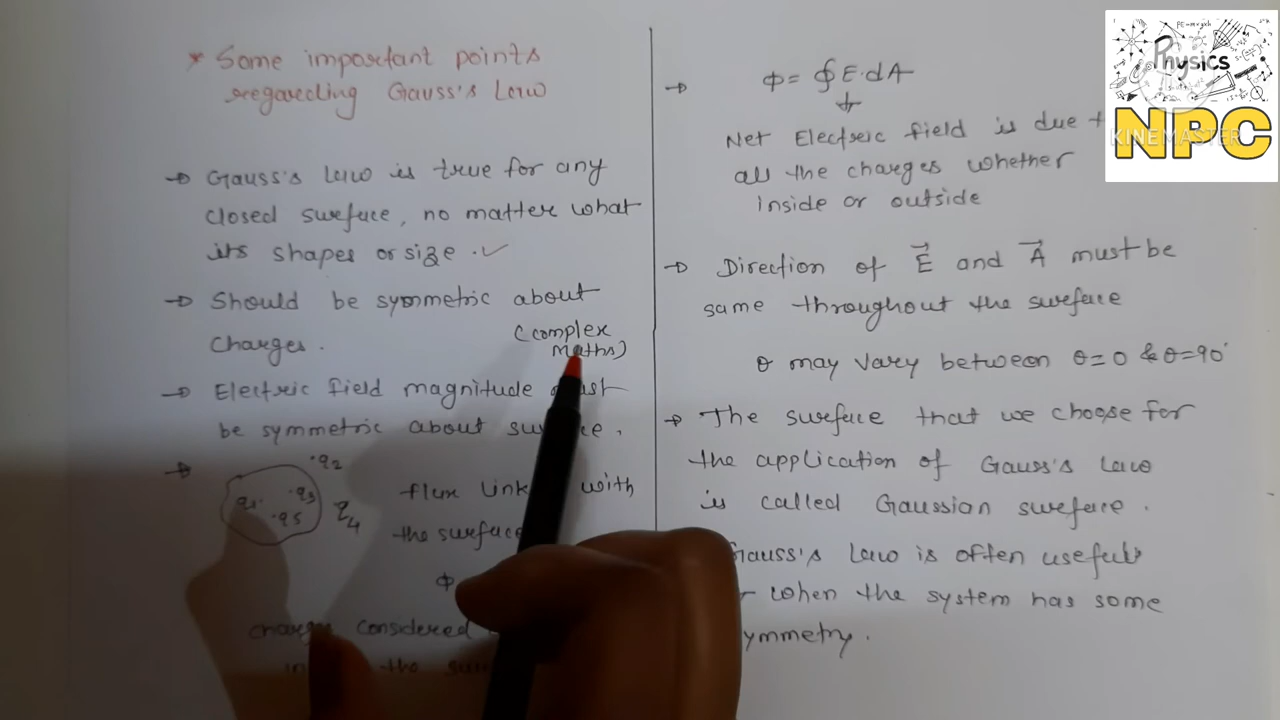 * Some important points
regarding Gauss's Law
→ Gauss's Law is true for any
closed surface, no matter what
its shapes or size. ✓
→ Should be symmetric about
charges. (complex
maths)
→ Electric field magnitude
be symmetric about
→ q1 q2 q3 q4 q5
flux with
the surface
Φ
considered
the
→ Φ = ∮ E·dA
Net Electric field is due
all the charges whether
inside or outside
→ Direction of E⃗ and A⃗ must be
same throughout the surface
θ may vary between θ=0 & θ=90°
→ The surface that we choose for
the application of Gauss's Law
is called Gaussian surface.
Gauss's Law is often useful
when the system has some
Physics
NPC
KINEMASTER